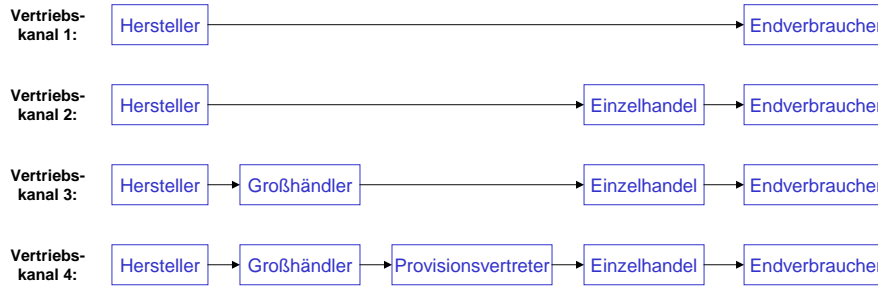 Vertriebs-
kanal 1:
Hersteller
Endverbraucher
Vertriebs-
kanal 2:
Hersteller
Einzelhandel
Endverbraucher
Vertriebs-
kanal 3:
Hersteller
Großhändler
Einzelhandel
Endverbraucher
Vertriebs-
kanal 4:
Hersteller
Großhändler
Provisionsvertreter
Einzelhandel
Endverbraucher